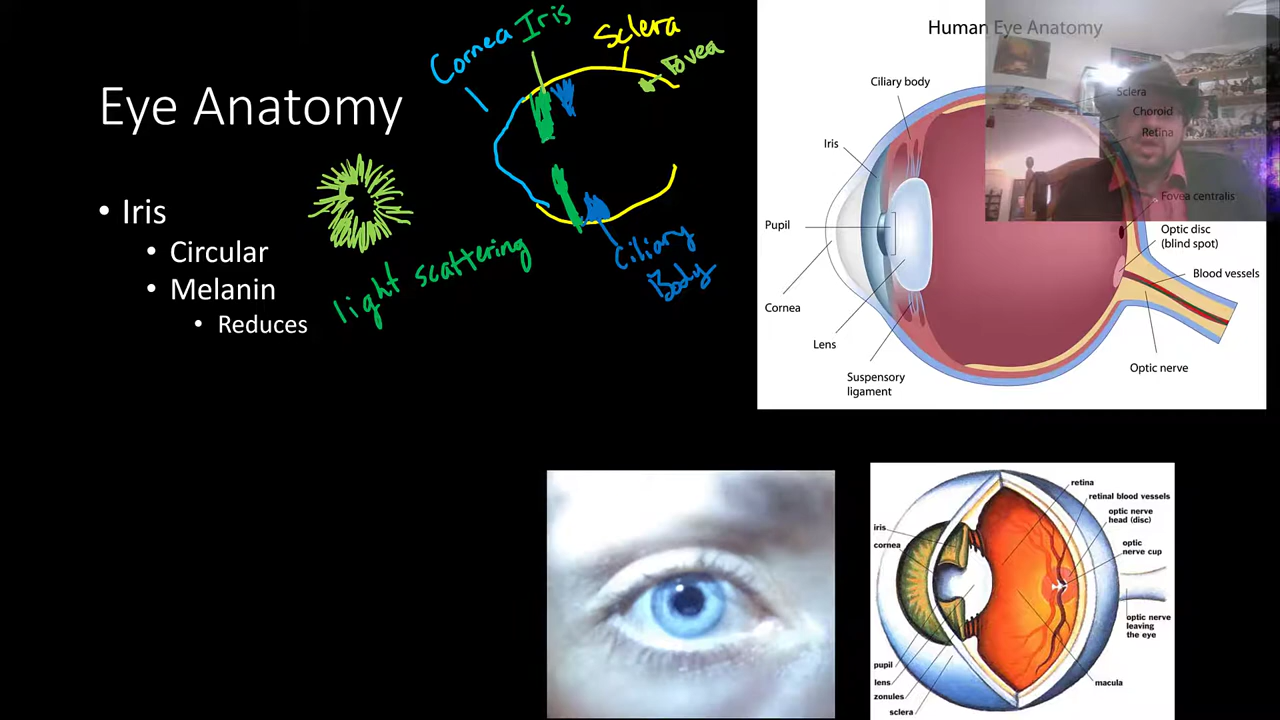 Eye Anatomy
• Iris
• Circular
• Melanin
• Reduces
Cornea
Iris
Sclera
Fovea
light scattering
Ciliary
Body
Human Eye Anatomy
Ciliary body
Iris
Pupil
Cornea
Lens
Suspensory
ligament
Sclera
Choroid
Retina
Fovea centralis
Optic disc
(blind spot)
Blood vessels
Optic nerve
iris
cornea
pupil
lens
zonules
sclera
retina
retinal blood vessels
optic nerve
head (disc)
optic
nerve cup
optic nerve
leaving
the eye
macula